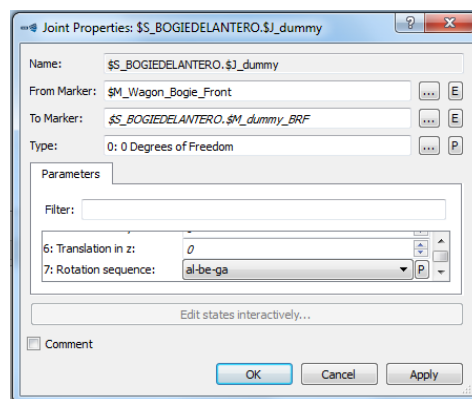 Joint Properties: $S_BOGIEDELANTERO.$J_dummy
?
X
Name: $S_BOGIEDELANTERO.$J_dummy
From Marker: $M_Wagon_Bogie_Front ... E
To Marker: $S_BOGIEDELANTERO.$M_dummy_BRF ... E
Type: 0: 0 Degrees of Freedom ... P
Parameters
Filter:
6: Translation in z: 0
7: Rotation sequence: al-be-ga P
Edit states interactively...
Comment
OK Cancel Apply